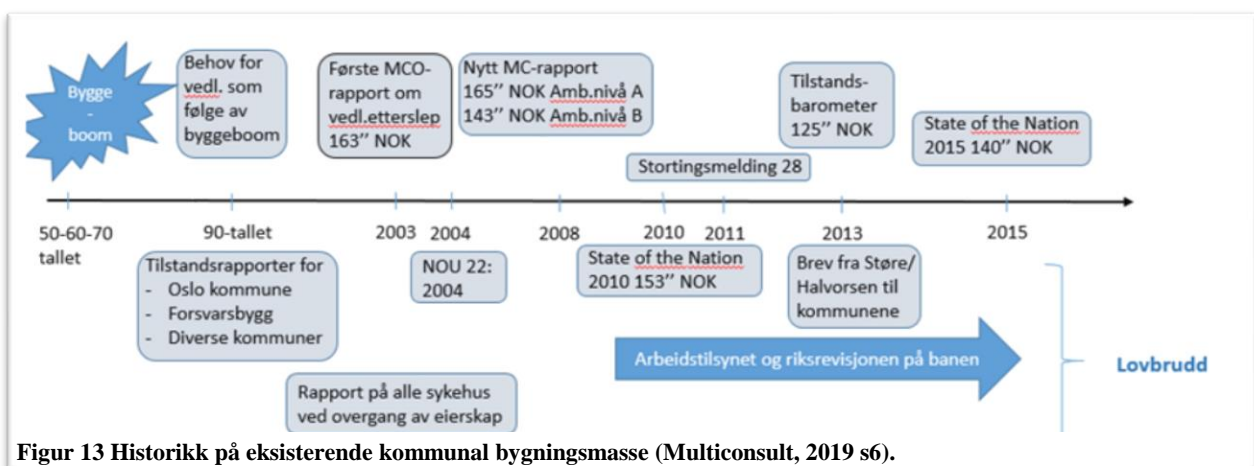 Bygge
-
boom
Behov for
vedl. som
følge av
byggeboom
Første MCO-
rapport om
vedl.etterslep
163’’ NOK
Nytt MC-rapport
165’’ NOK Amb.nivå A
143’’ NOK Amb.nivå B
Stortingsmelding 28
Tilstands-
barometer
125’’ NOK
State of the Nation
2015 140’’ NOK
50-60-70
tallet
90-tallet
2003
2004
2008
2010
2011
2013
2015
Tilstandsrapporter for
- Oslo kommune
- Forsvarsbygg
- Diverse kommuner
NOU 22:
2004
State of the Nation
2010 153’’ NOK
Brev fra Støre/
Halvorsen til
kommunene
Arbeidstilsynet og riksrevisjonen på banen
Lovbrudd
Rapport på alle sykehus
ved overgang av eierskap
Figur 13 Historikk på eksisterende kommunal bygningsmasse (Multiconsult, 2019 s6).